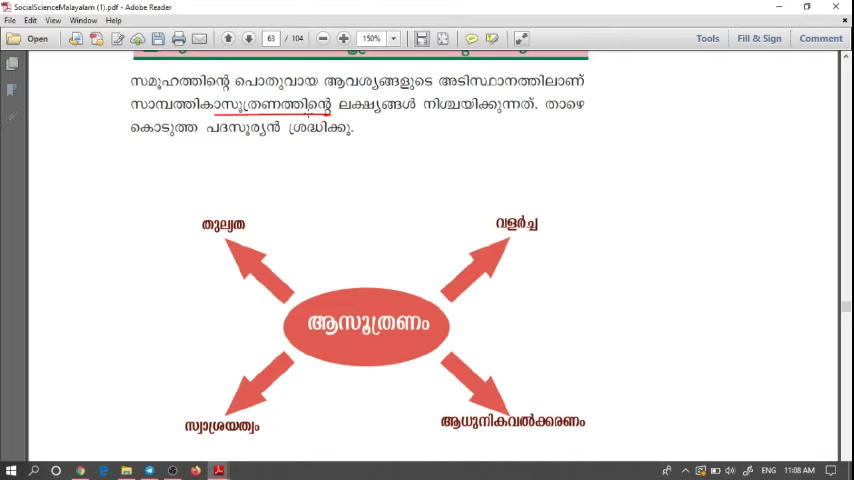 SocialScienceMalayalam (1).pdf - Adobe Reader
File Edit View Window Help
Open 63 / 104 150% Tools Fill & Sign Comment
സമൂഹത്തിന്റെ പൊതുവായ ആവശ്യങ്ങളുടെ അടിസ്ഥാനത്തിലാണ്
സാമ്പത്തികാസൂത്രണത്തിന്റെ ലക്ഷ്യങ്ങൾ നിശ്ചയിക്കുന്നത്. താഴെ
കൊടുത്ത പദസൂര്യൻ ശ്രദ്ധിക്കൂ.
തുല്യത വളർച്ച
ആസൂത്രണം
സ്വാശ്രയത്വം ആധുനികവൽക്കരണം
ENG 11:08 AM